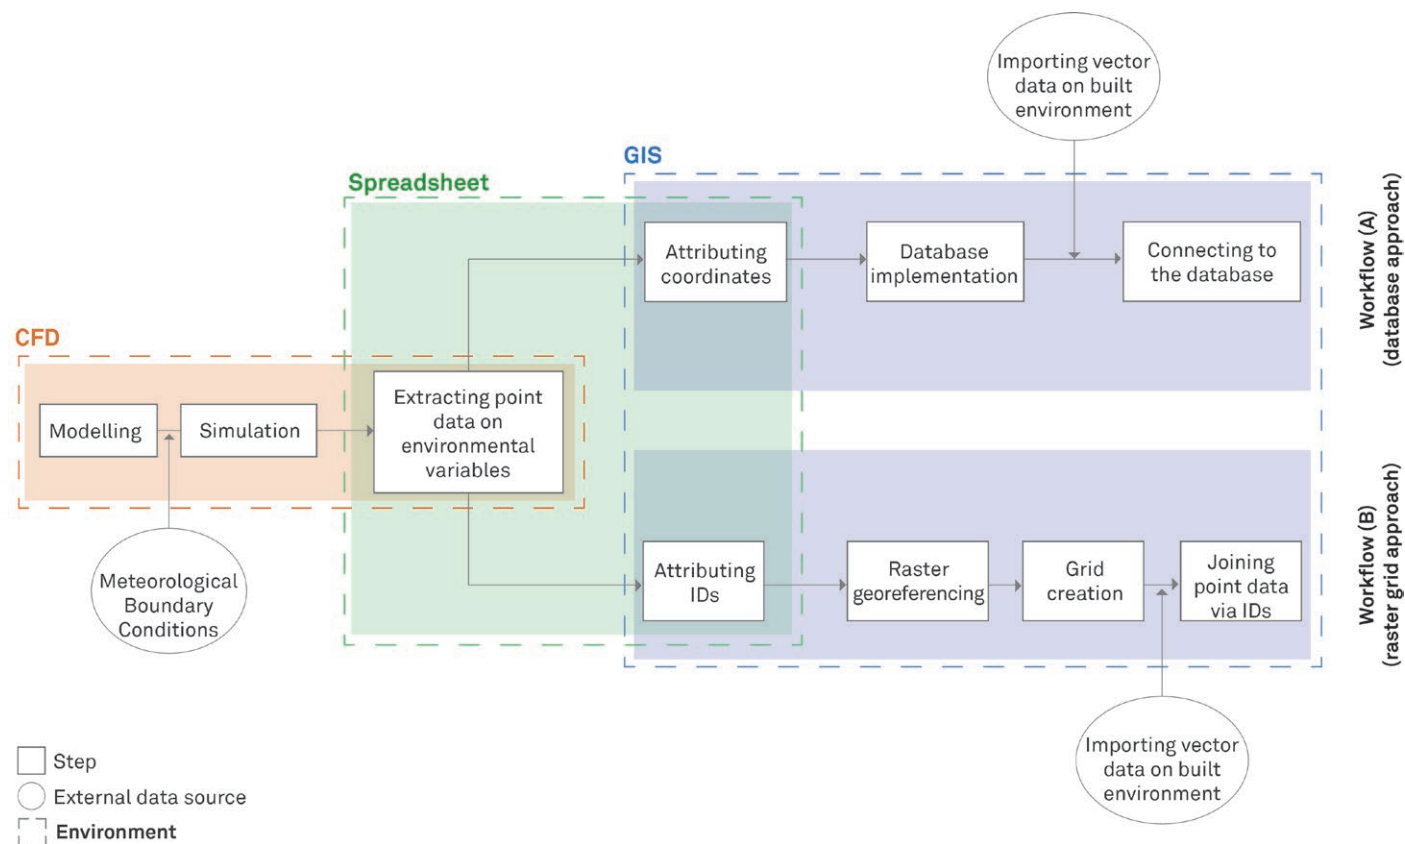 Importing vector
data on built
environment
GIS
Spreadsheet
Attributing
coordinates
Database
implementation
Connecting to
the database
Workflow (A)
(database approach)
CFD
Modelling
Simulation
Extracting point
data on
environmental
variables
Meteorological
Boundary
Conditions
Attributing
IDs
Raster
georeferencing
Grid
creation
Joining
point data
via IDs
Workflow (B)
(raster grid approach)
Importing vector
data on built
environment
Step
External data source
Environment